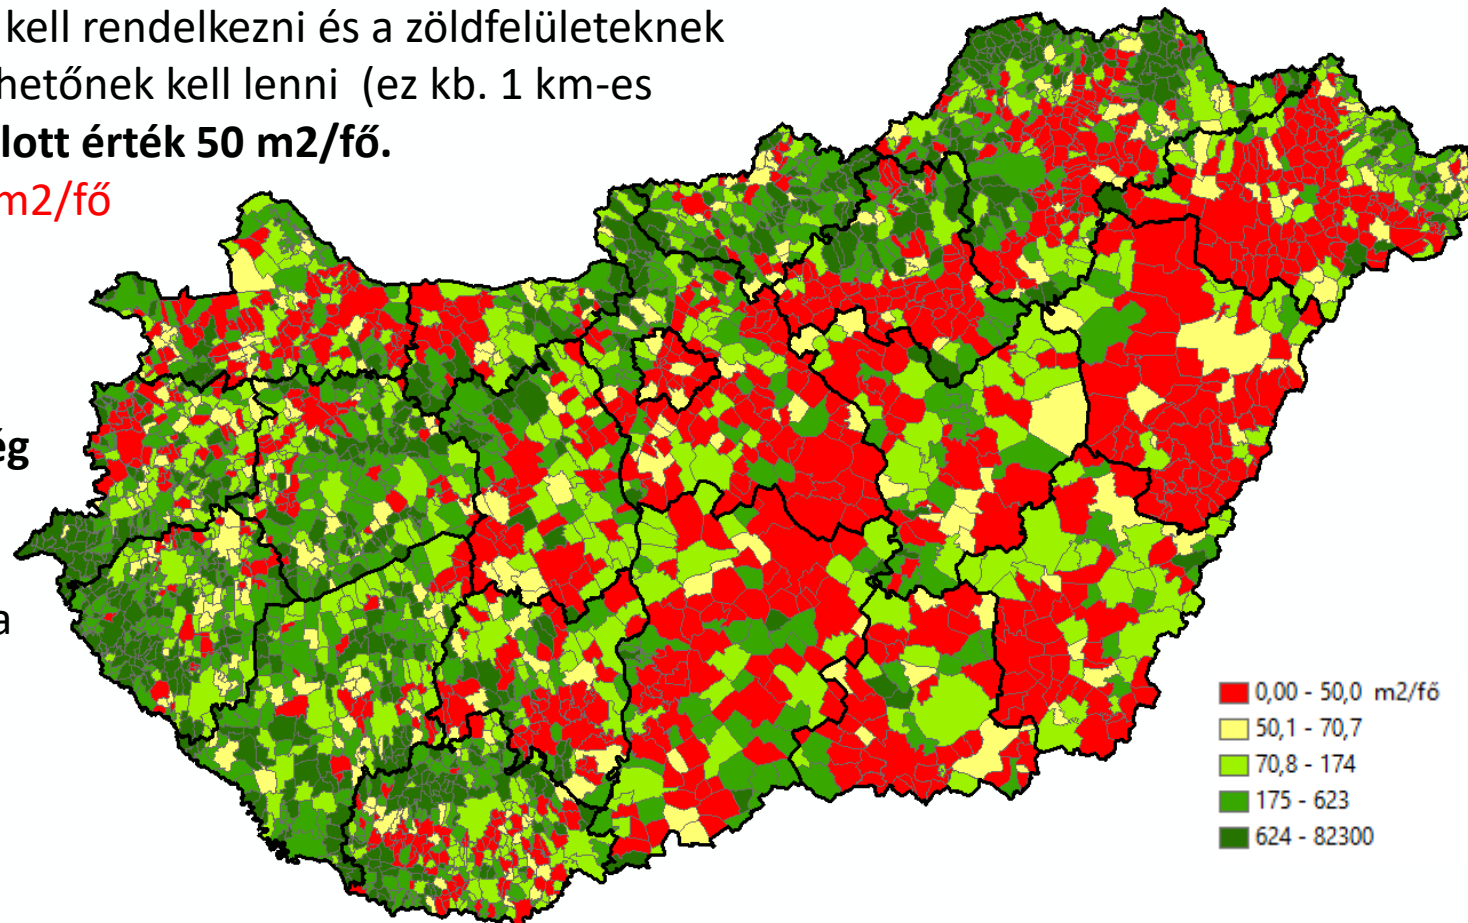 kell rendelkezni és a zöldfelületeknek
hetőnek kell lenni (ez kb. 1 km-es
lott érték 50 m2/fő.
m2/fő
ég
a
0,00 - 50,0 m2/fő
50,1 - 70,7
70,8 - 174
175 - 623
624 - 82300